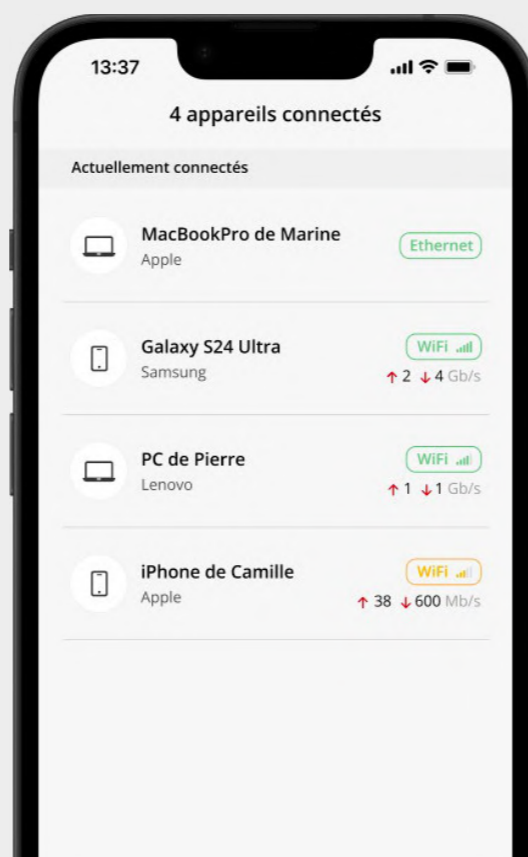 13:37
4 appareils connectés
Actuellement connectés
MacBookPro de Marine
Apple
Ethernet
Galaxy S24 Ultra
Samsung
WiFi
↑ 2 ↓ 4 Gb/s
PC de Pierre
Lenovo
WiFi
↑ 1 ↓ 1 Gb/s
iPhone de Camille
Apple
WiFi
↑ 38 ↓ 600 Mb/s